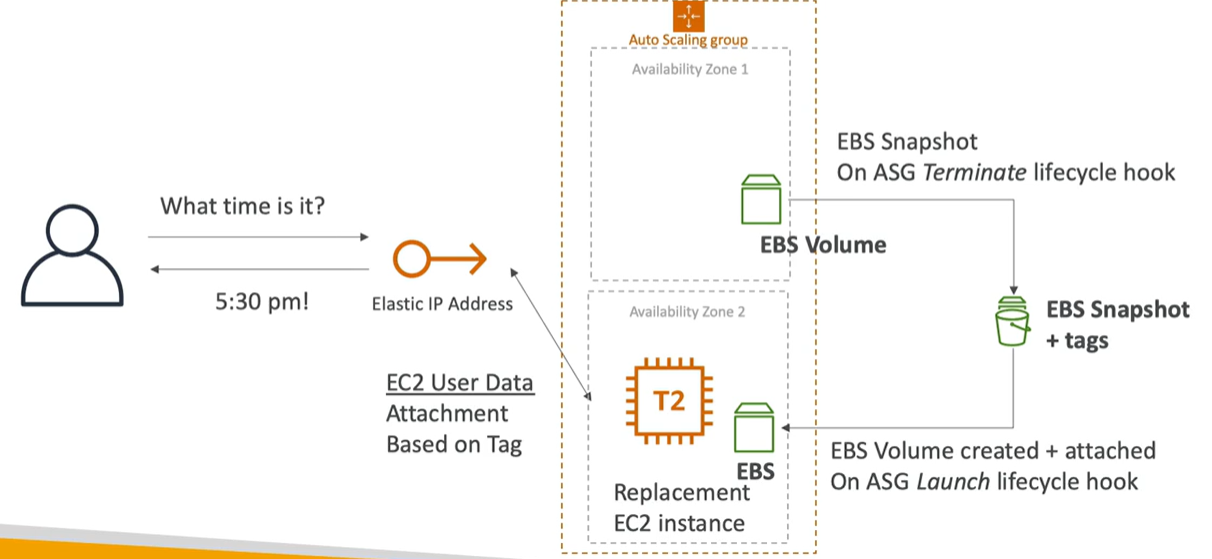 Auto Scaling group
Availability Zone 1
EBS Snapshot
On ASG Terminate lifecycle hook
What time is it?
EBS Volume
5:30 pm!
Elastic IP Address
Availability Zone 2
EBS Snapshot
+ tags
EC2 User Data
Attachment
Based on Tag
T2
EBS
Replacement
EC2 instance
EBS Volume created + attached
On ASG Launch lifecycle hook